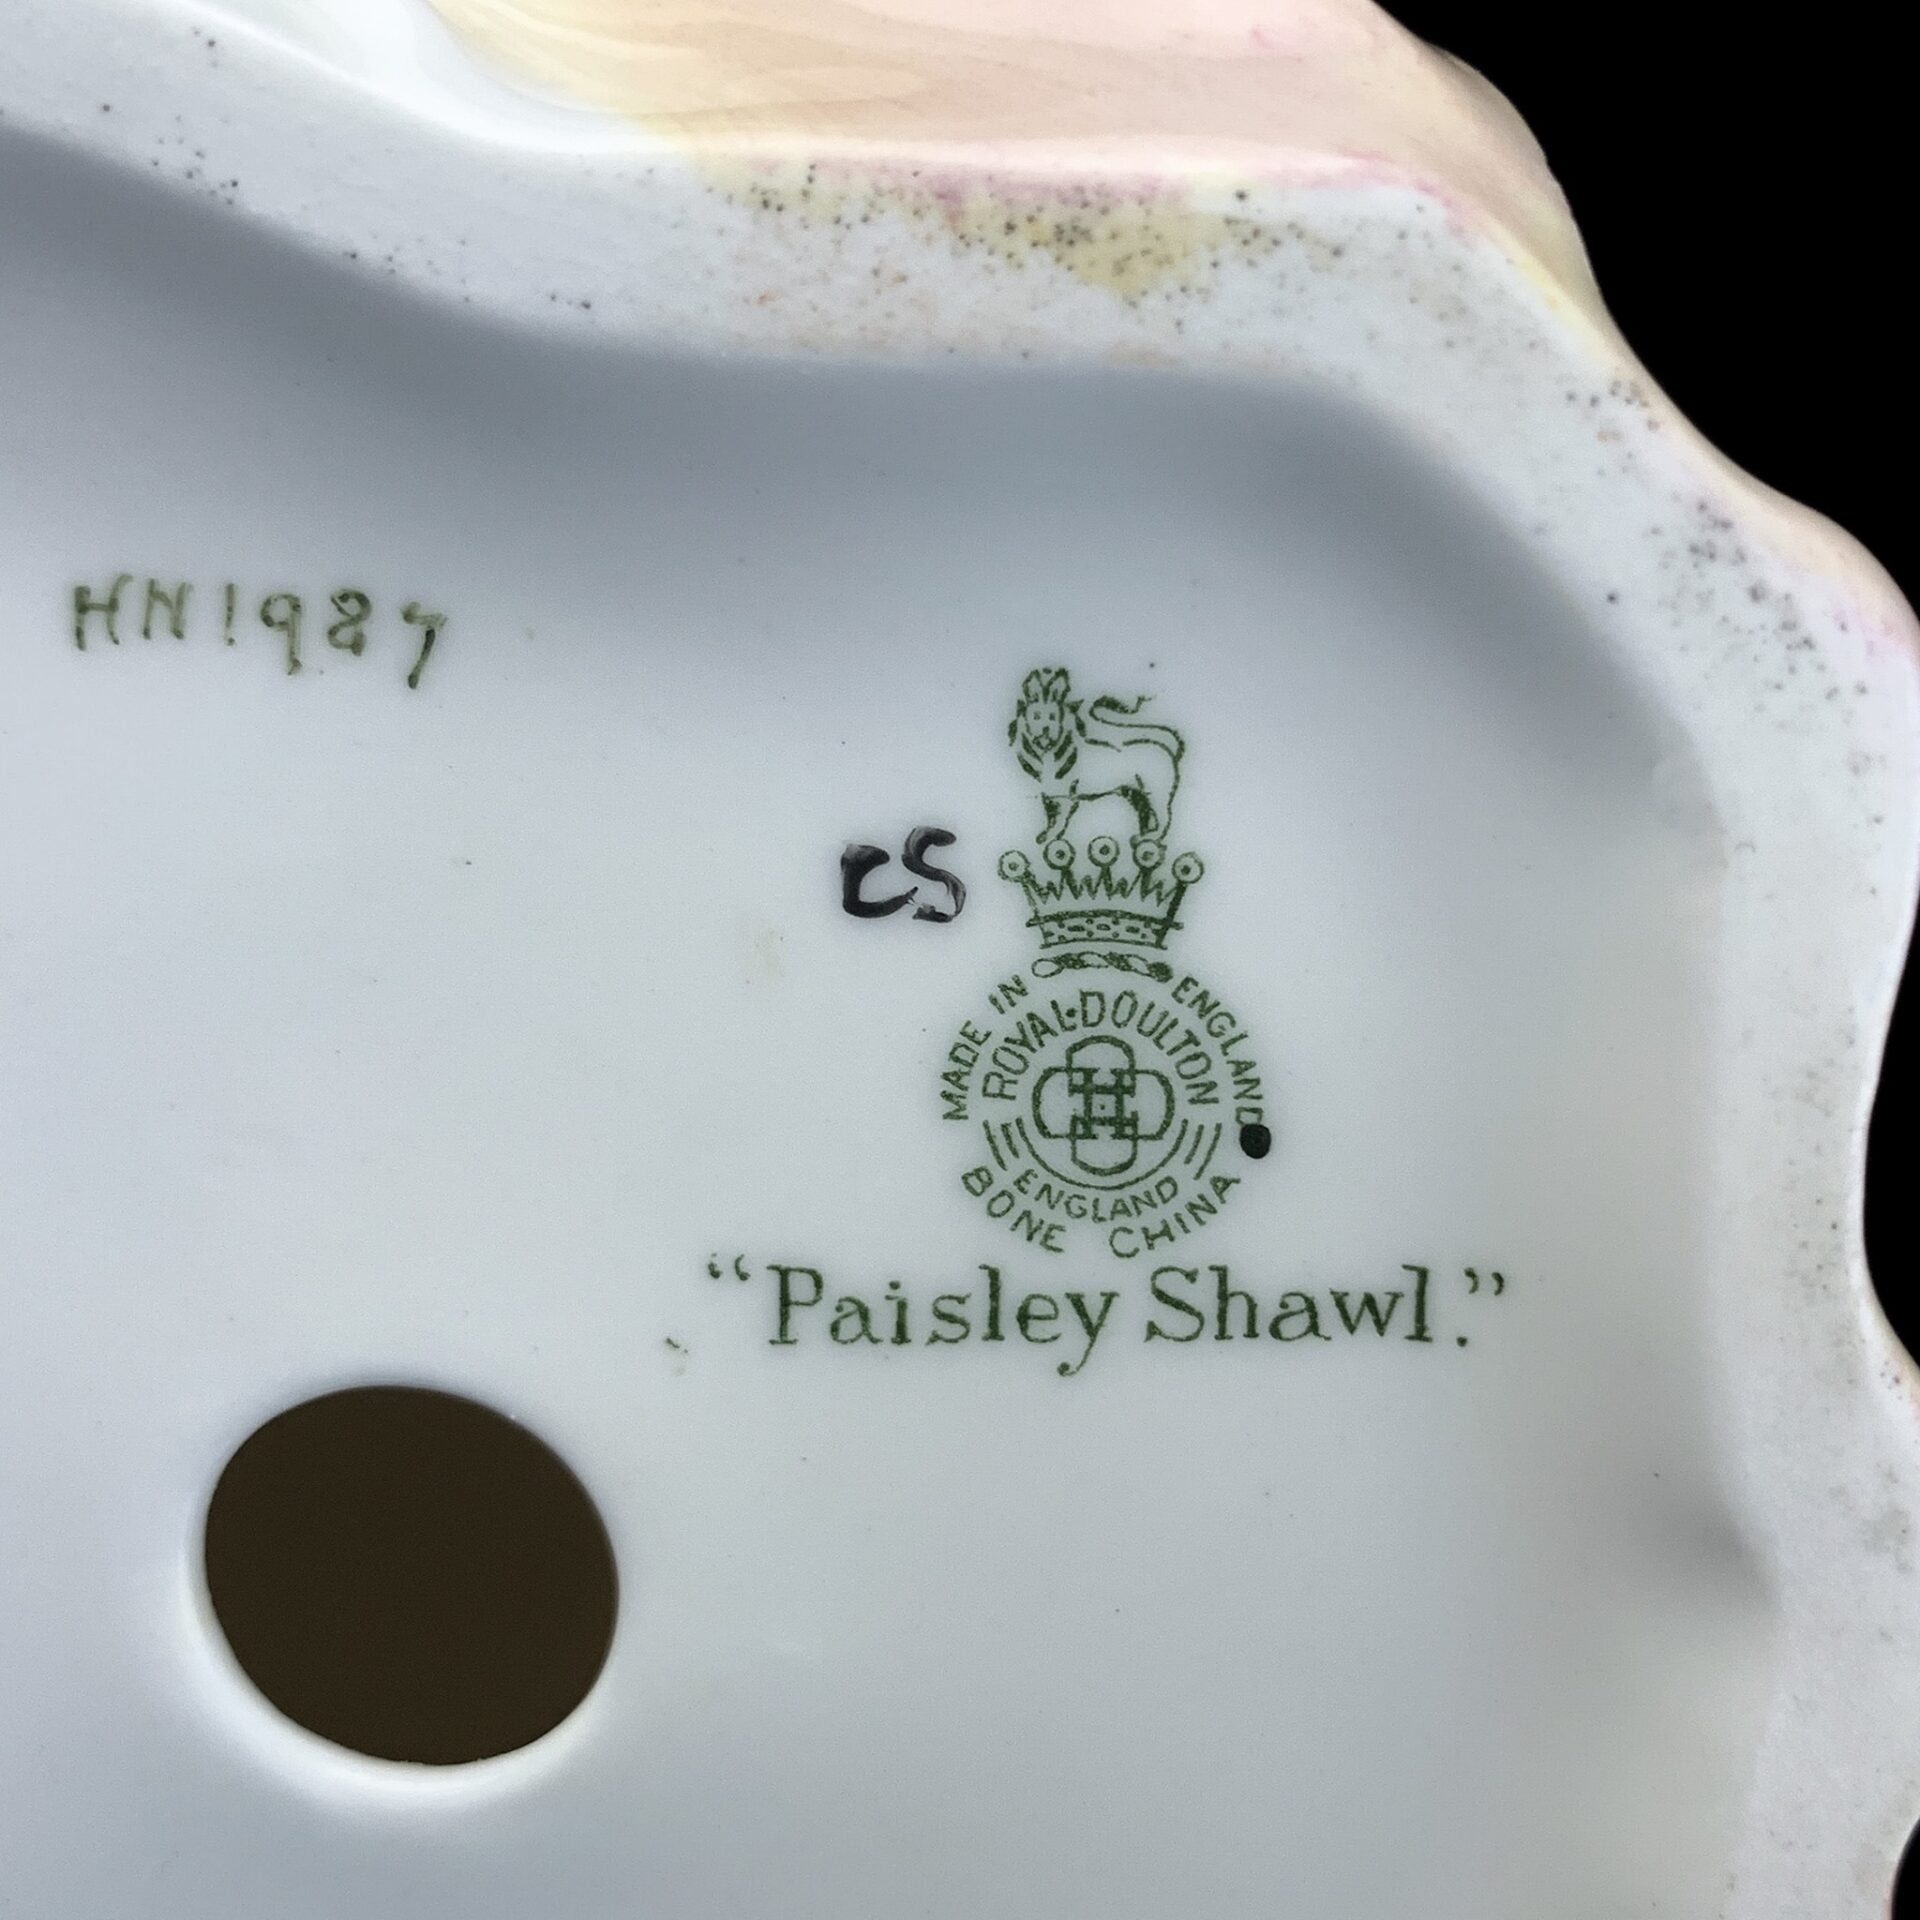 HN1987
CS
MADE IN ENGLAND
ROYAL·DOULTON
ENGLAND
BONE CHINA
“Paisley Shawl.”